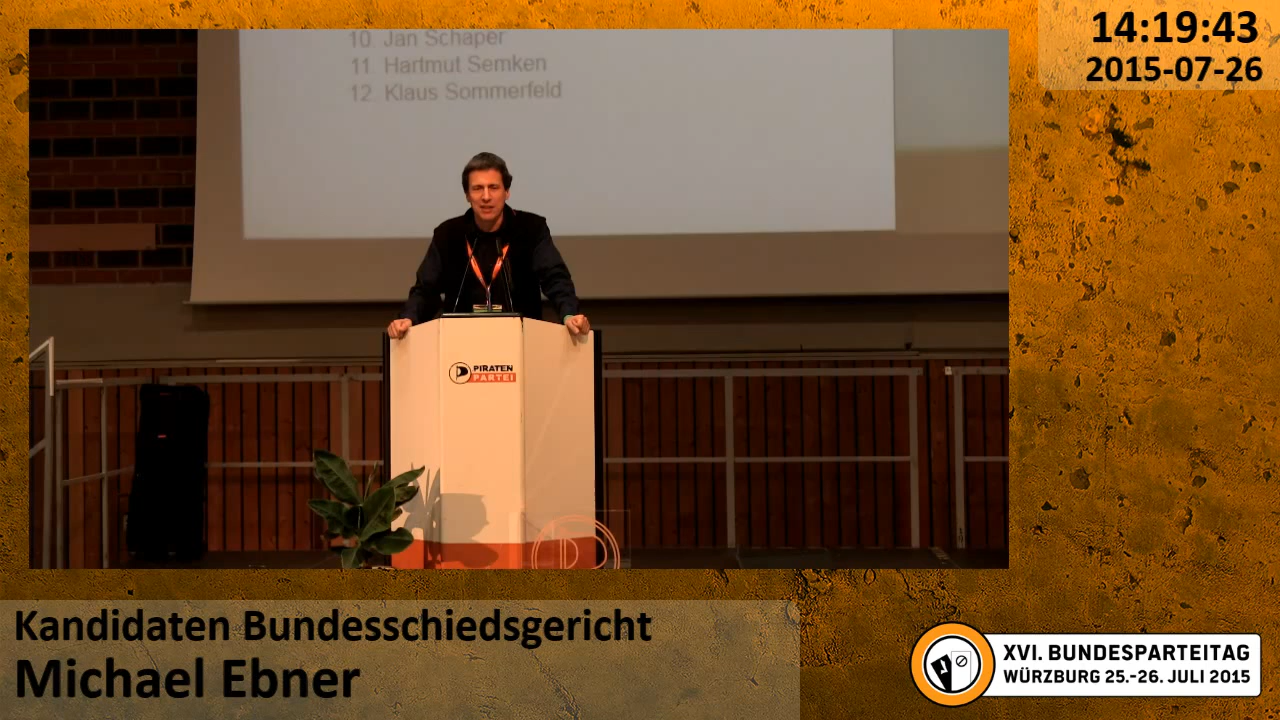 14:19:43
2015-07-26
10. Jan Schaper
11 Hartmut Semken
12. Klaus Sommerfeld
PIRATEN
PARTEI
Kandidaten Bundesschiedsgericht
Michael Ebner
XVI. BUNDESPARTEITAG
WÜRZBURG 25.-26. JULI 2015